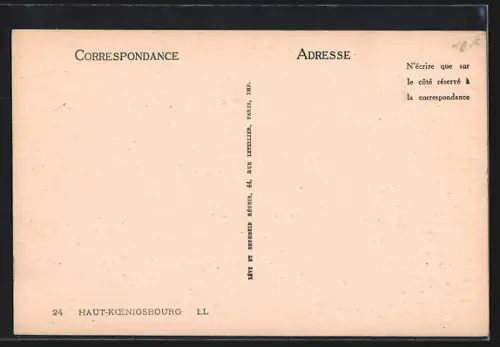 CORRESPONDANCE
ADRESSE
N'écrire que sur
le côté réservé à
la correspondance
LÉVY ET NEURDEIN RÉUNIS, 44, RUE LETELLIER, PARIS, IMP.
24 HAUT-KŒNIGSBOURG LL